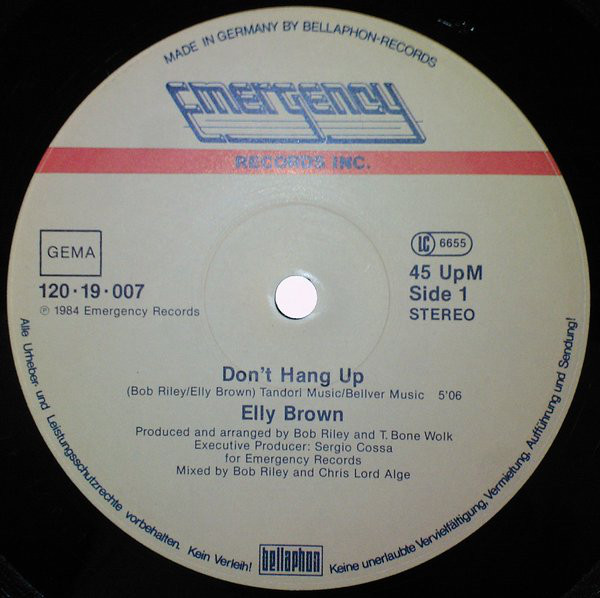 MADE IN GERMANY BY BELLAPHON-RECORDS
EMERGENCY
RECORDS INC.
GEMA
LC 6655
120·19·007
45 UpM
℗ 1984 Emergency Records
Side 1
STEREO
Don't Hang Up
(Bob Riley/Elly Brown) Tandorl Music/Bellver Music 5'06
Elly Brown
Produced and arranged by Bob Riley and T. Bone Wolk
Executive Producer: Sergio Cossa
for Emergency Records
Mixed by Bob Riley and Chris Lord Alge
bellaphon
Alle Urheber- und Leistungsschutzrechte vorbehalten. Kein Verleih! Keine unerlaubte Vervielfältigung, Vermietung, Aufführung und Sendung!